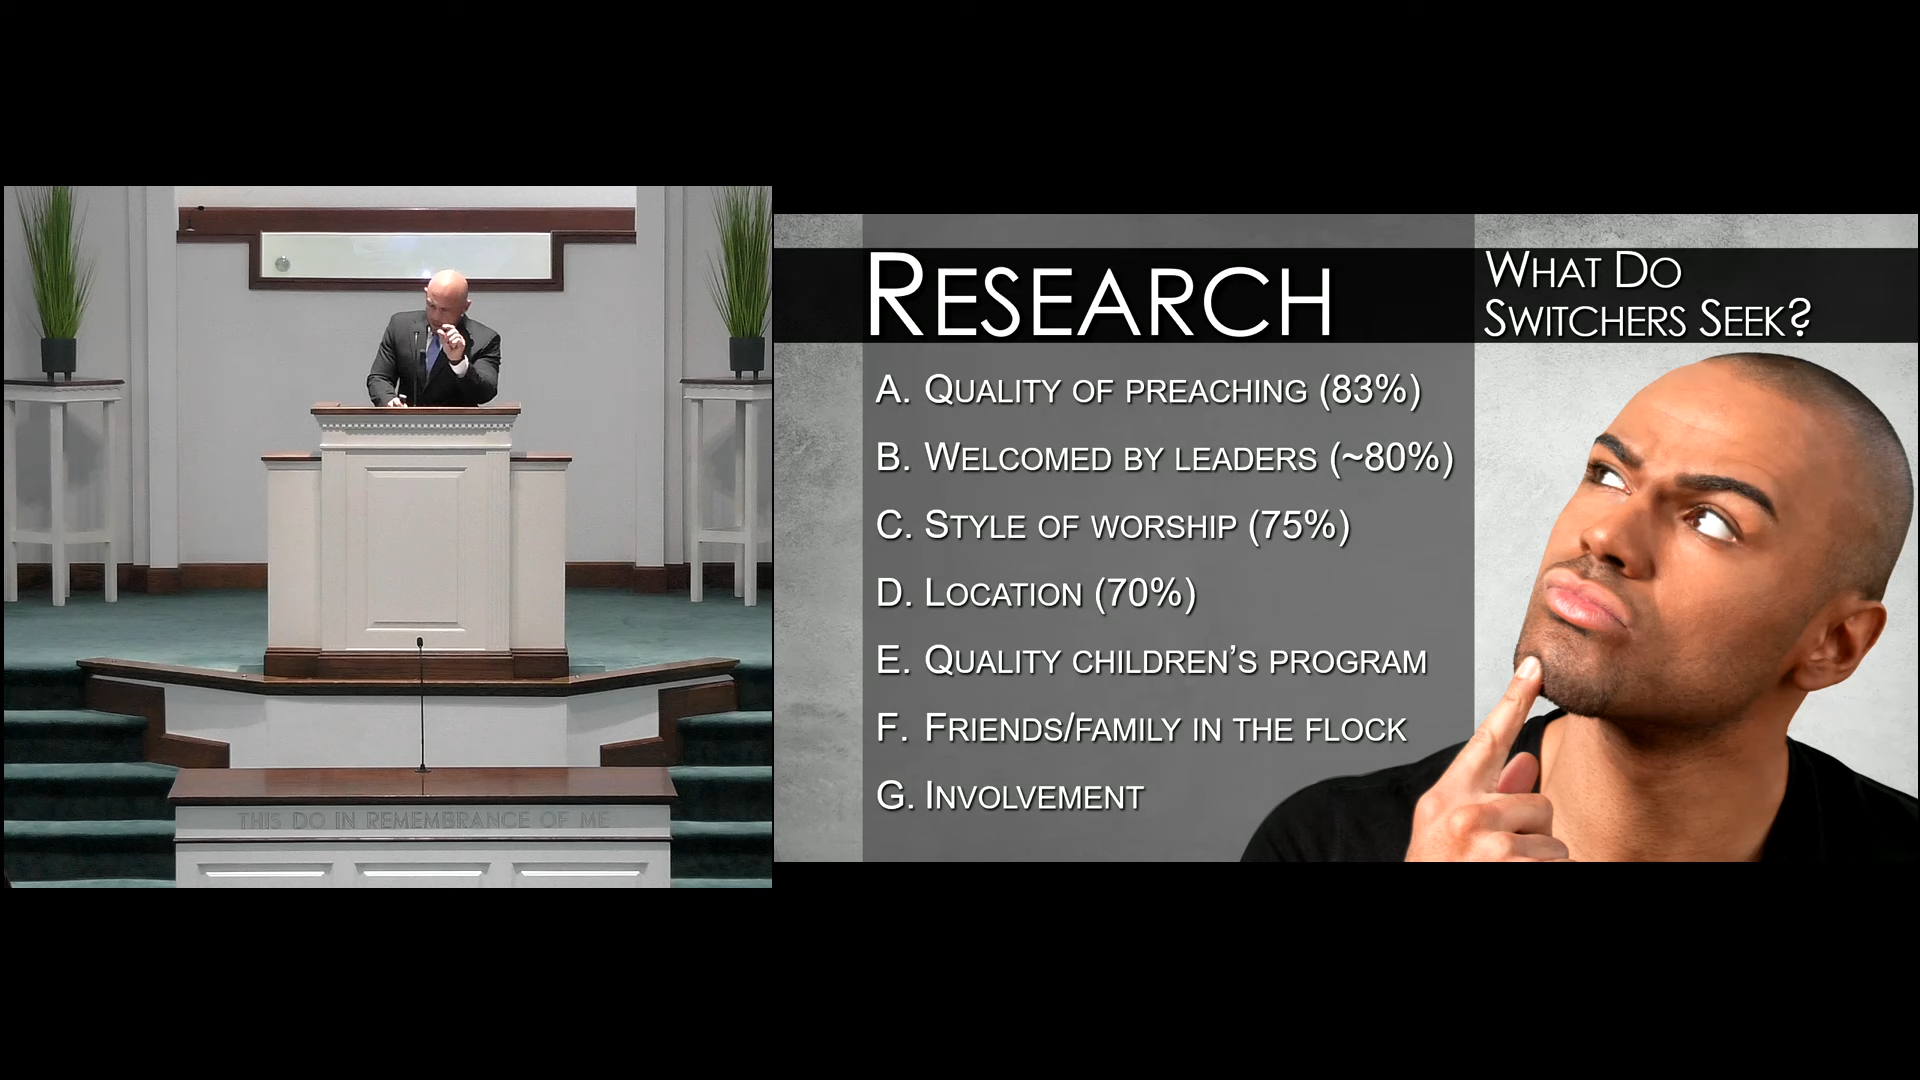 RESEARCH
WHAT DO
SWITCHERS SEEK?
A. QUALITY OF PREACHING (83%)
B. WELCOMED BY LEADERS (~80%)
C. STYLE OF WORSHIP (75%)
D. LOCATION (70%)
E. QUALITY CHILDREN’S PROGRAM
F. FRIENDS/FAMILY IN THE FLOCK
G. INVOLVEMENT
THIS DO IN REMEMBRANCE OF ME